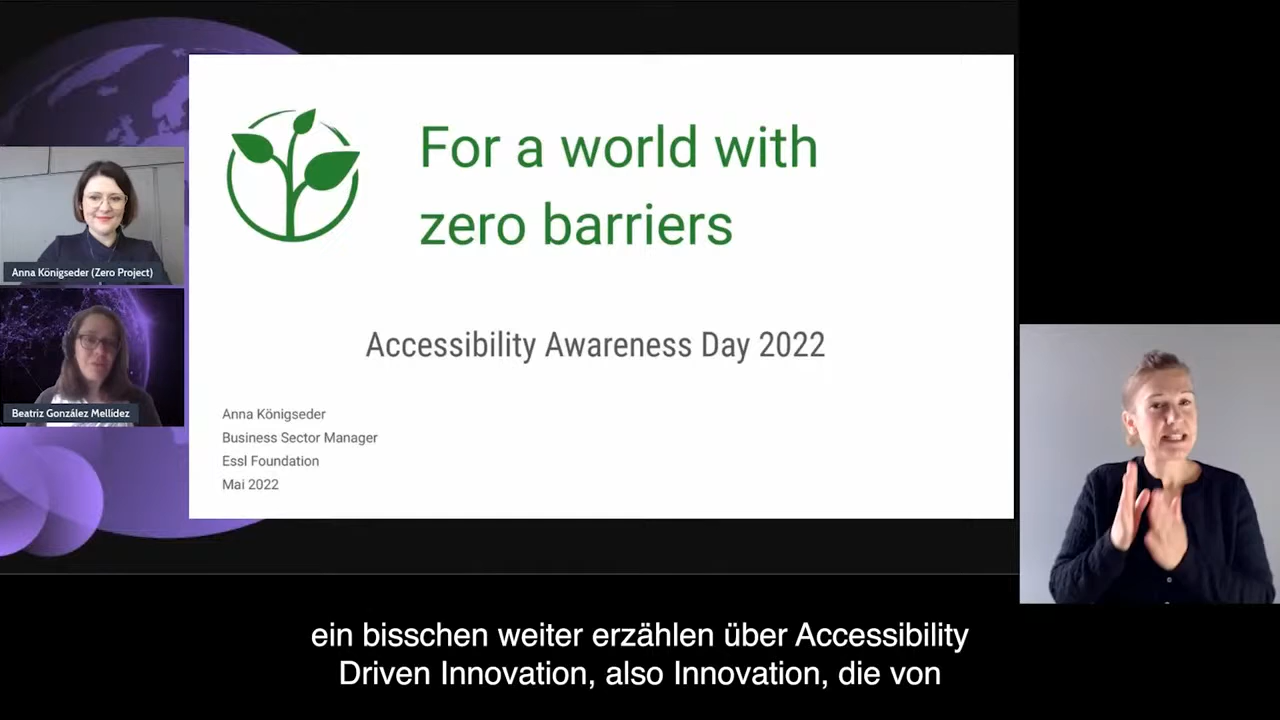 For a world with
zero barriers
Accessibility Awareness Day 2022
Anna Königseder
Business Sector Manager
Essl Foundation
Mai 2022
Anna Königseder (Zero Project)
Beatriz González Mellídez
ein bisschen weiter erzählen über Accessibility
Driven Innovation, also Innovation, die von